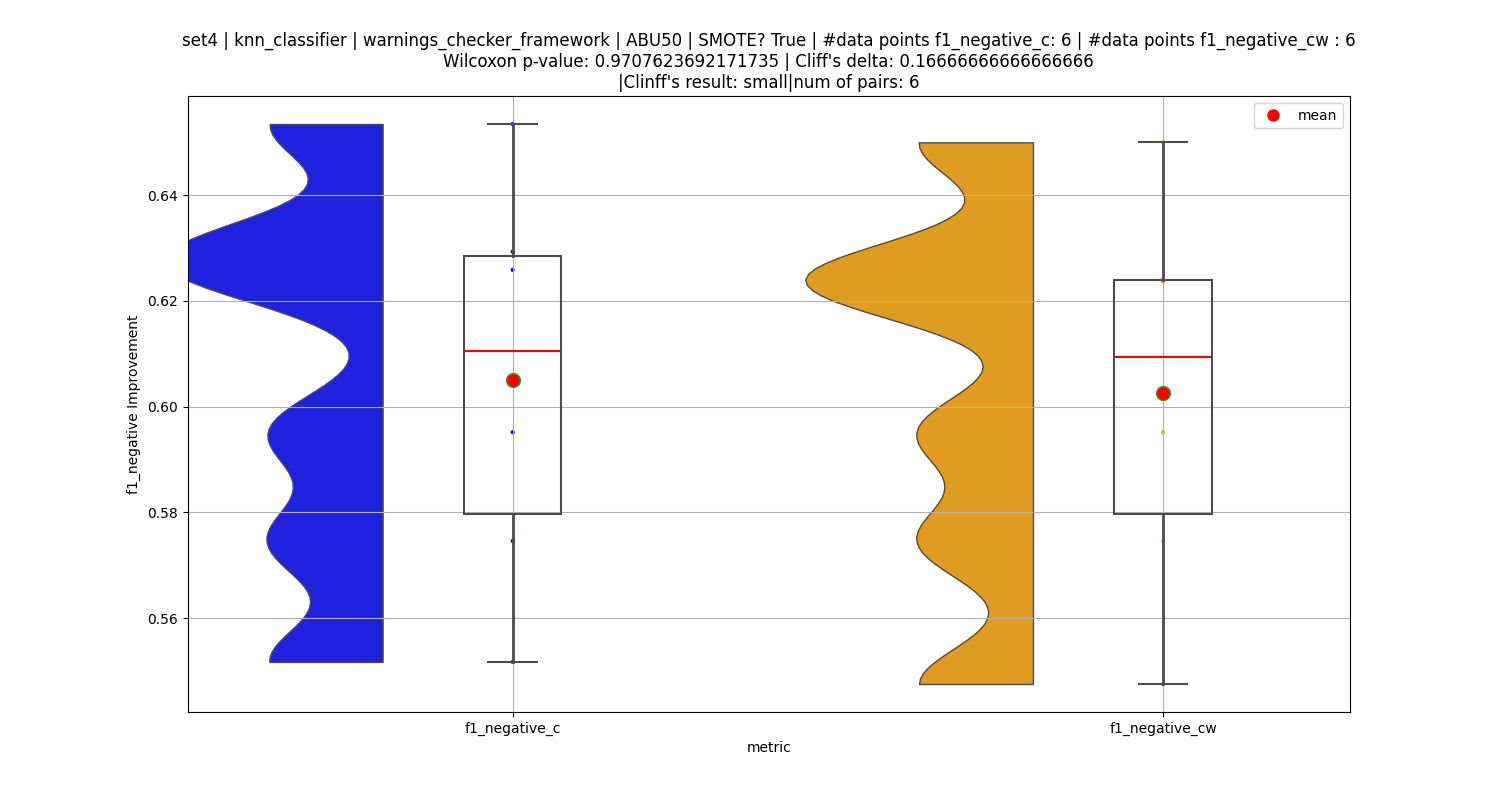 set4 | knn_classifier | warnings_checker_framework | ABU50 | SMOTE? True | #data points f1_negative_c: 6 | #data points f1_negative_cw : 6
Wilcoxon p-value: 0.9707623692171735 | Cliff's delta: 0.16666666666666666
|Clinff's result: small|num of pairs: 6
mean
0.64
0.62
0.60
0.58
0.56
f1_negative Improvement
f1_negative_c
f1_negative_cw
metric